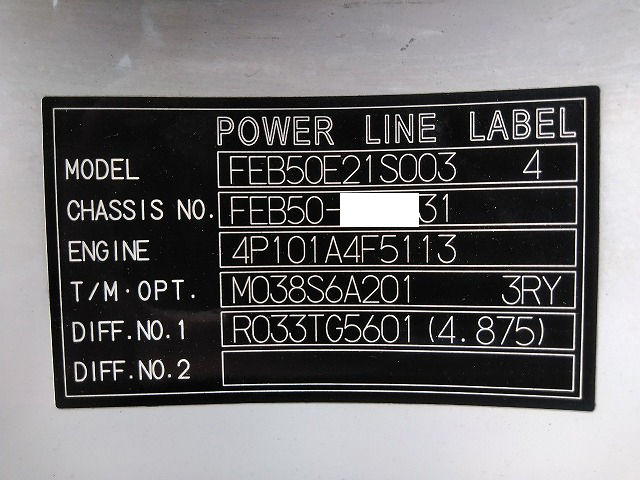 POWER LINE LABEL
MODEL FEB50E21S003 4
CHASSIS NO. FEB50- 31
ENGINE 4P101A4F5113
T/M·OPT. M038S6A201 3RY
DIFF.NO.1 R033TG5601 (4.875)
DIFF.NO.2